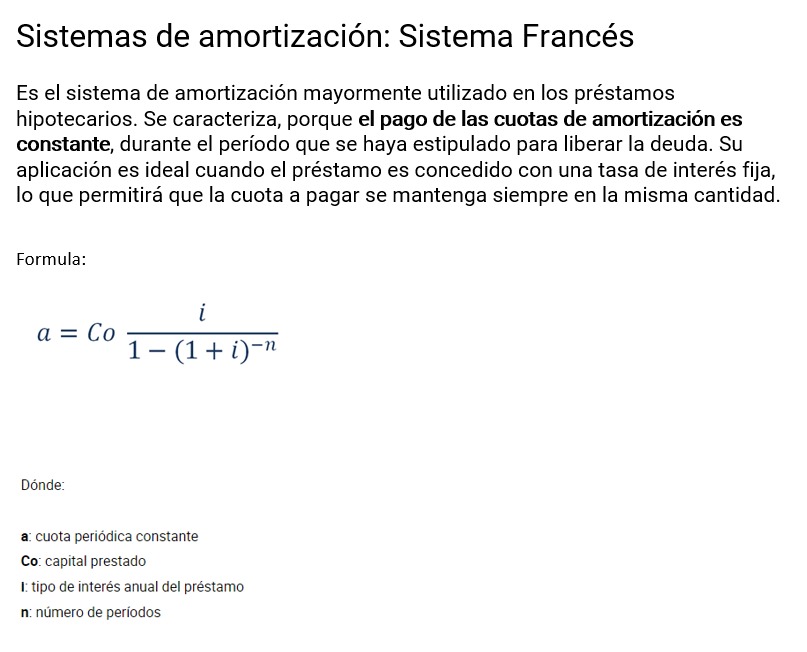 Sistemas de amortización: Sistema Francés
Es el sistema de amortización mayormente utilizado en los préstamos
hipotecarios. Se caracteriza, porque el pago de las cuotas de amortización es
constante, durante el período que se haya estipulado para liberar la deuda. Su
aplicación es ideal cuando el préstamo es concedido con una tasa de interés fija,
lo que permitirá que la cuota a pagar se mantenga siempre en la misma cantidad.
Formula:
a = Co i / (1 − (1 + i)^−n)
Dónde:
a: cuota periódica constante
Co: capital prestado
I: tipo de interés anual del préstamo
n: número de períodos